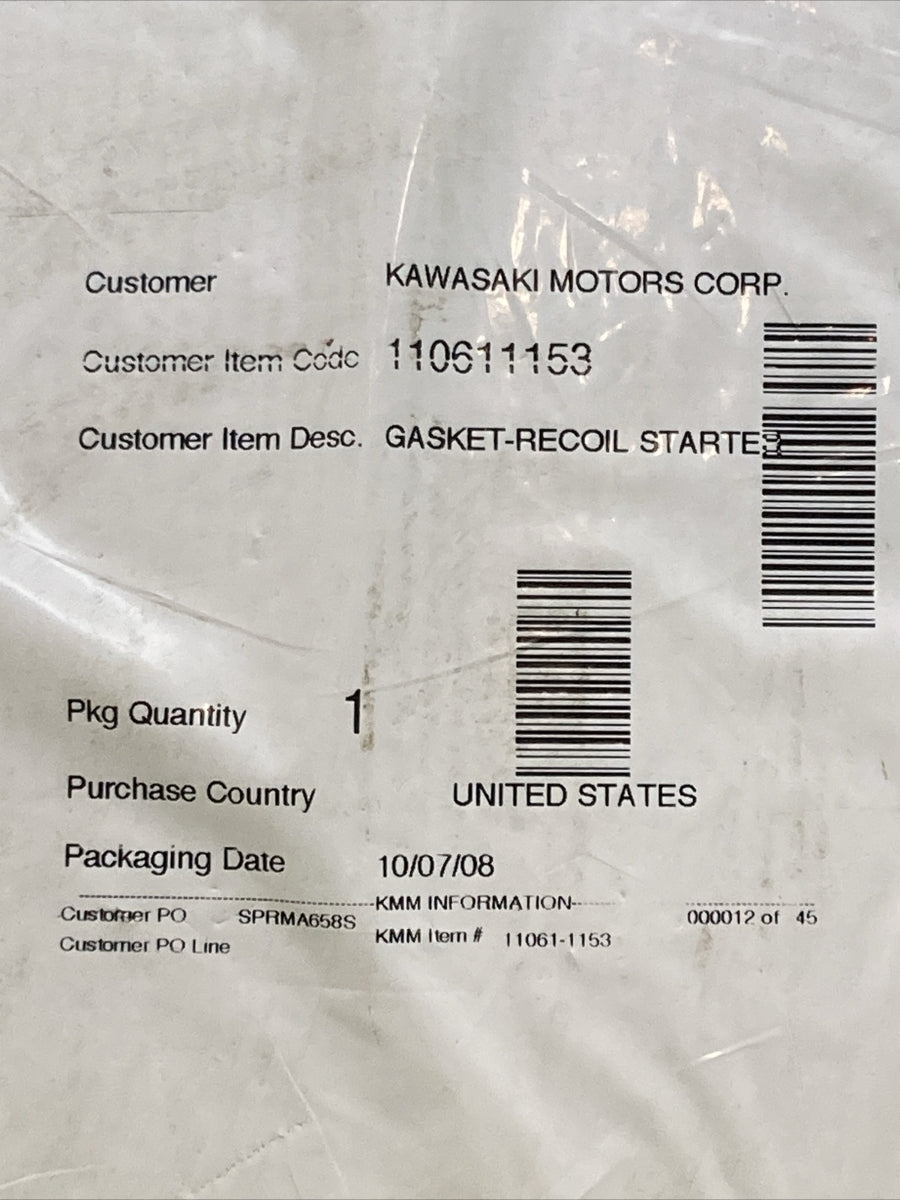 Customer KAWASAKI MOTORS CORP.
Customer Item Code 110611153
Customer Item Desc. GASKET-RECOIL STARTER
Pkg Quantity 1
Purchase Country UNITED STATES
Packaging Date 10/07/08
KMM INFORMATION
Customer PO SPRMA658S 000012 of 45
Customer PO Line KMM Item # 11061-1153